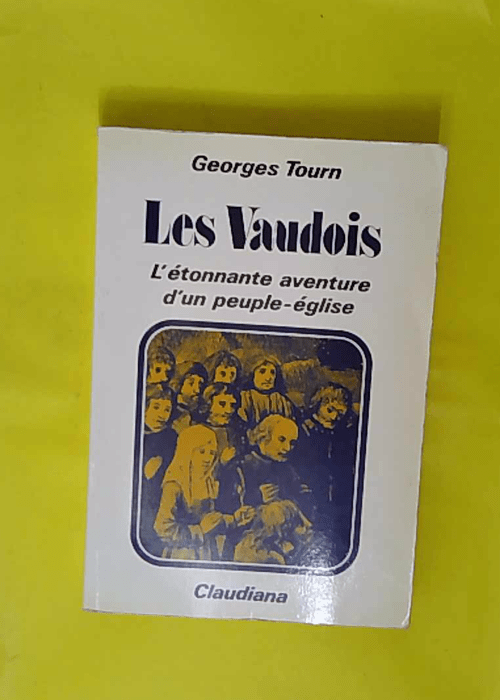 Georges Tourn
Les Vaudois
L'étonnante aventure
d'un peuple-église
Claudiana